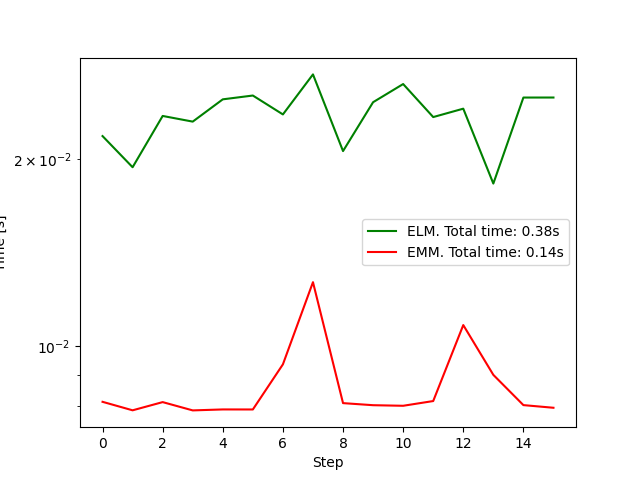 2 × 10⁻²
10⁻²
Time [s]
ELM. Total time: 0.38s
EMM. Total time: 0.14s
0 2 4 6 8 10 12 14
Step